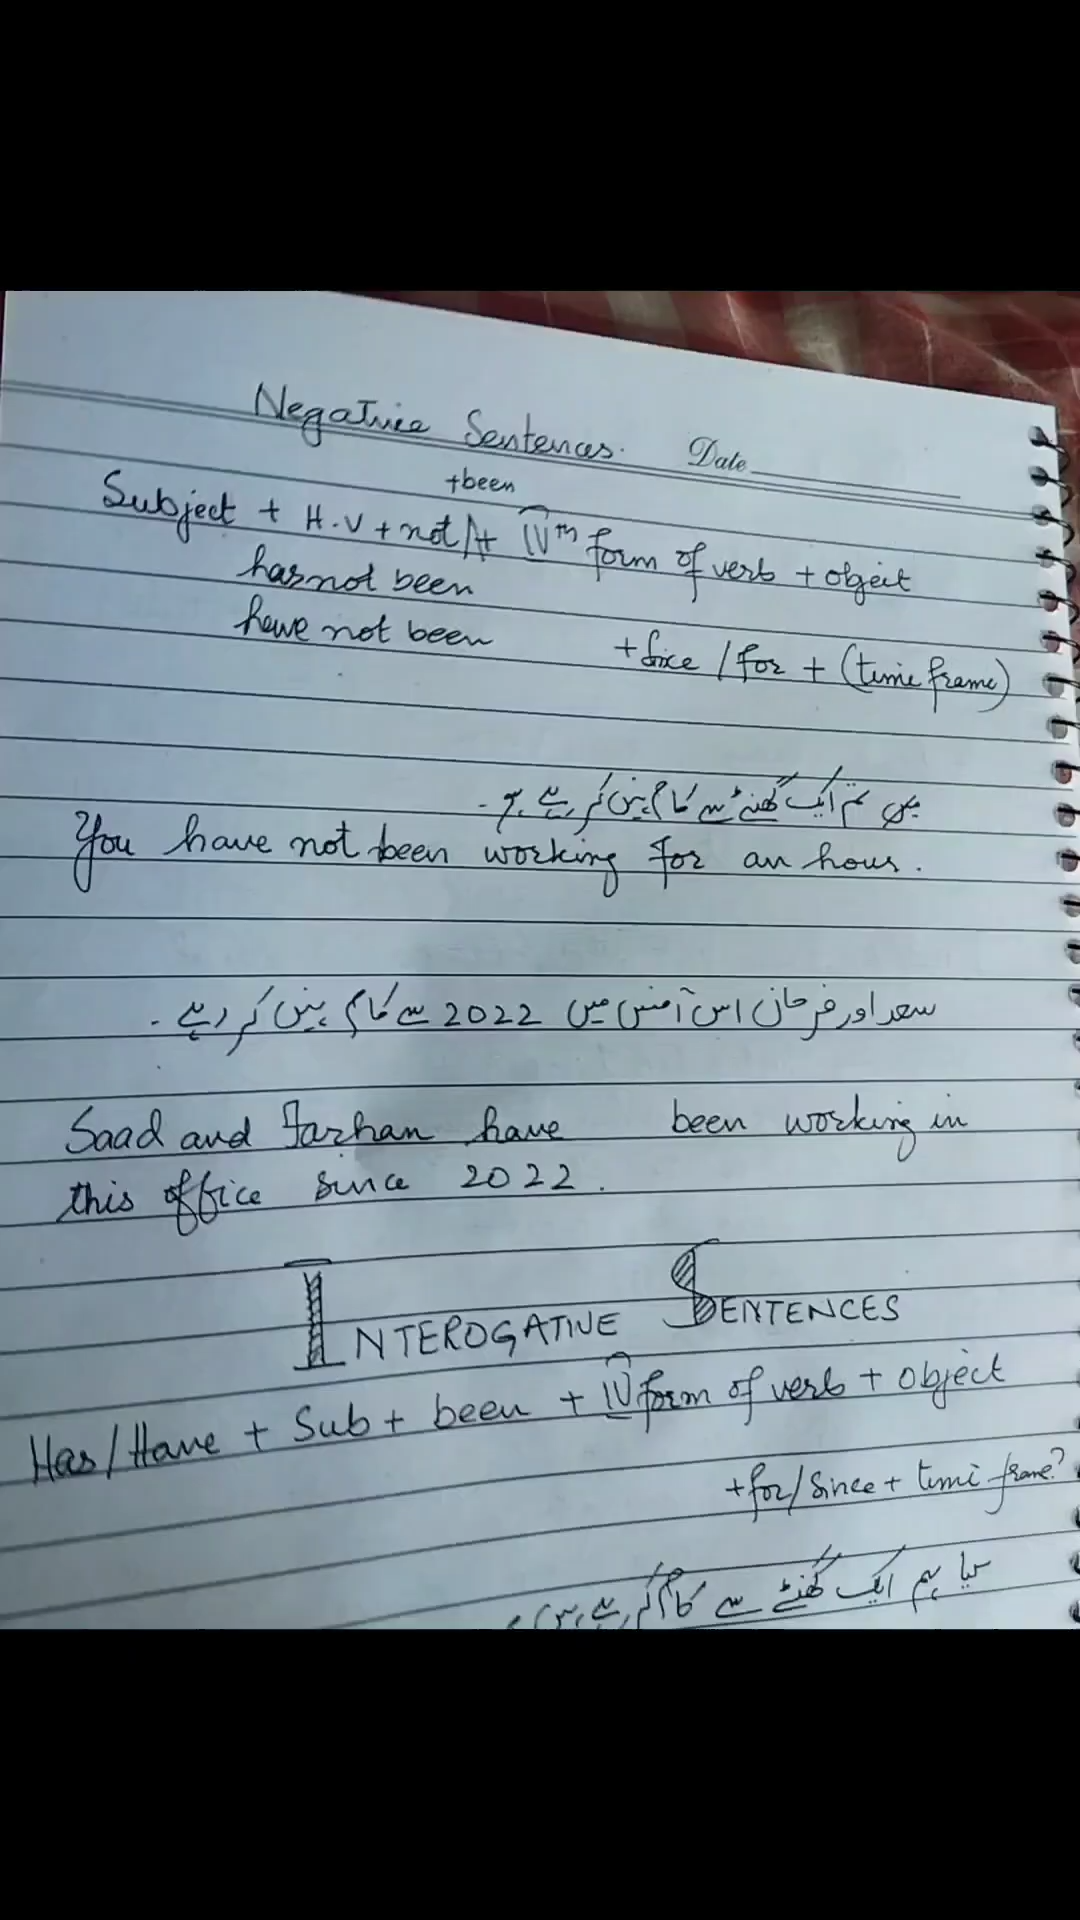 Negative Sentences.
Date
+been
Subject + H.V + not + IVth form of verb + object
has not been
have not been
+ since / for + (time frame)
تم ایک گھنٹے سے کام نہیں کر رہے ہو ۔
You have not been working for an hour.
سعد اور فرحان اس آفس میں 2022 سے کام نہیں کر رہے ۔
Saad and Farhan have been working in
this office since 2022.
INTEROGATIVE SENTENCES
Has/Have + Sub + been + IV form of verb + object
+ for/since + time frame?
کیا ہم ایک گھنٹے سے کام کر رہے ہیں